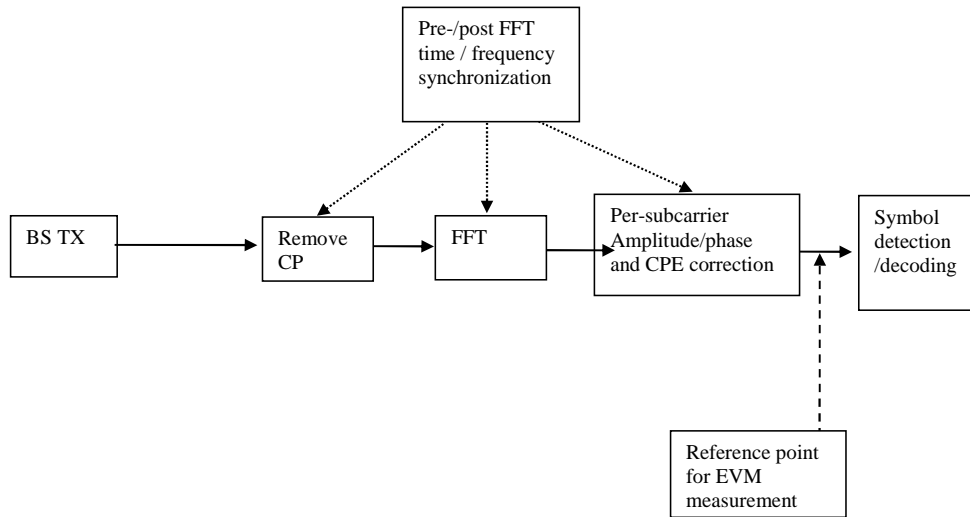 Pre-/post FFT
time / frequency
synchronization
BS TX
Remove
CP
FFT
Per-subcarrier
Amplitude/phase
and CPE correction
Symbol
detection
/decoding
Reference point
for EVM
measurement